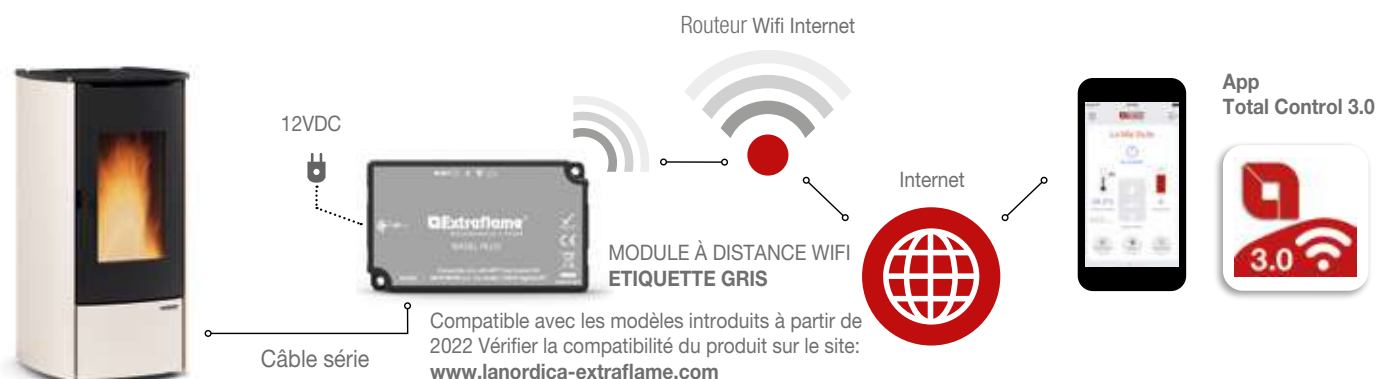 Routeur Wifi Internet
12VDC
Extraflame
MODULE À DISTANCE WIFI
ETIQUETTE GRIS
Câble série
Compatible avec les modèles introduits à partir de
2022 Vérifier la compatibilité du produit sur le site:
www.lanordica-extraflame.com
Internet
App
Total Control 3.0
3.0